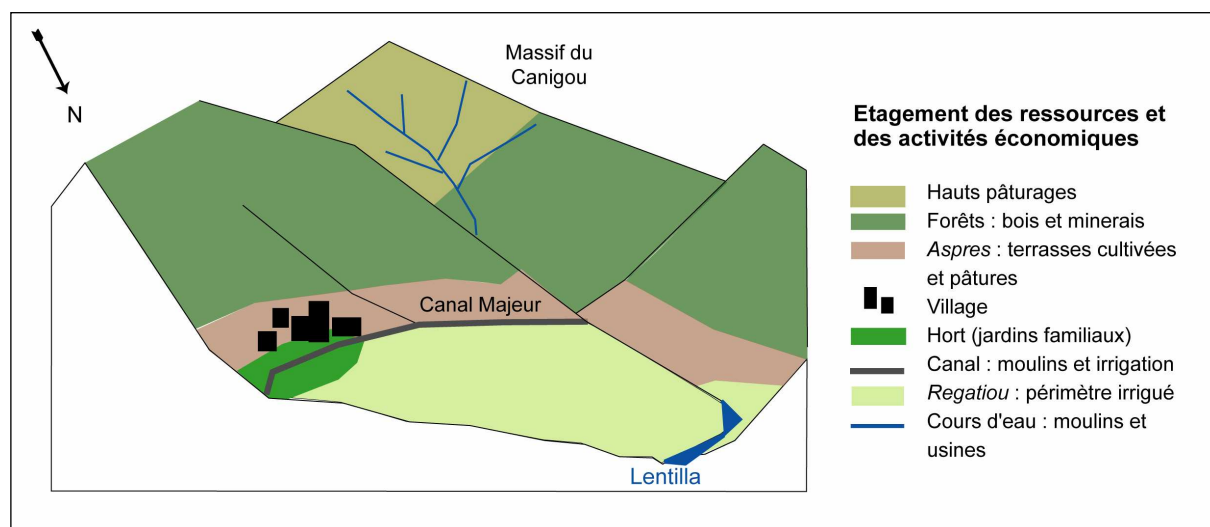 Massif du
Canigou
N
Canal Majeur
Lentilla
Etagement des ressources et
des activités économiques
Hauts pâturages
Forêts : bois et minerais
Aspres : terrasses cultivées
et pâtures
Village
Hort (jardins familiaux)
Canal : moulins et irrigation
Regatiou : périmètre irrigué
Cours d'eau : moulins et
usines